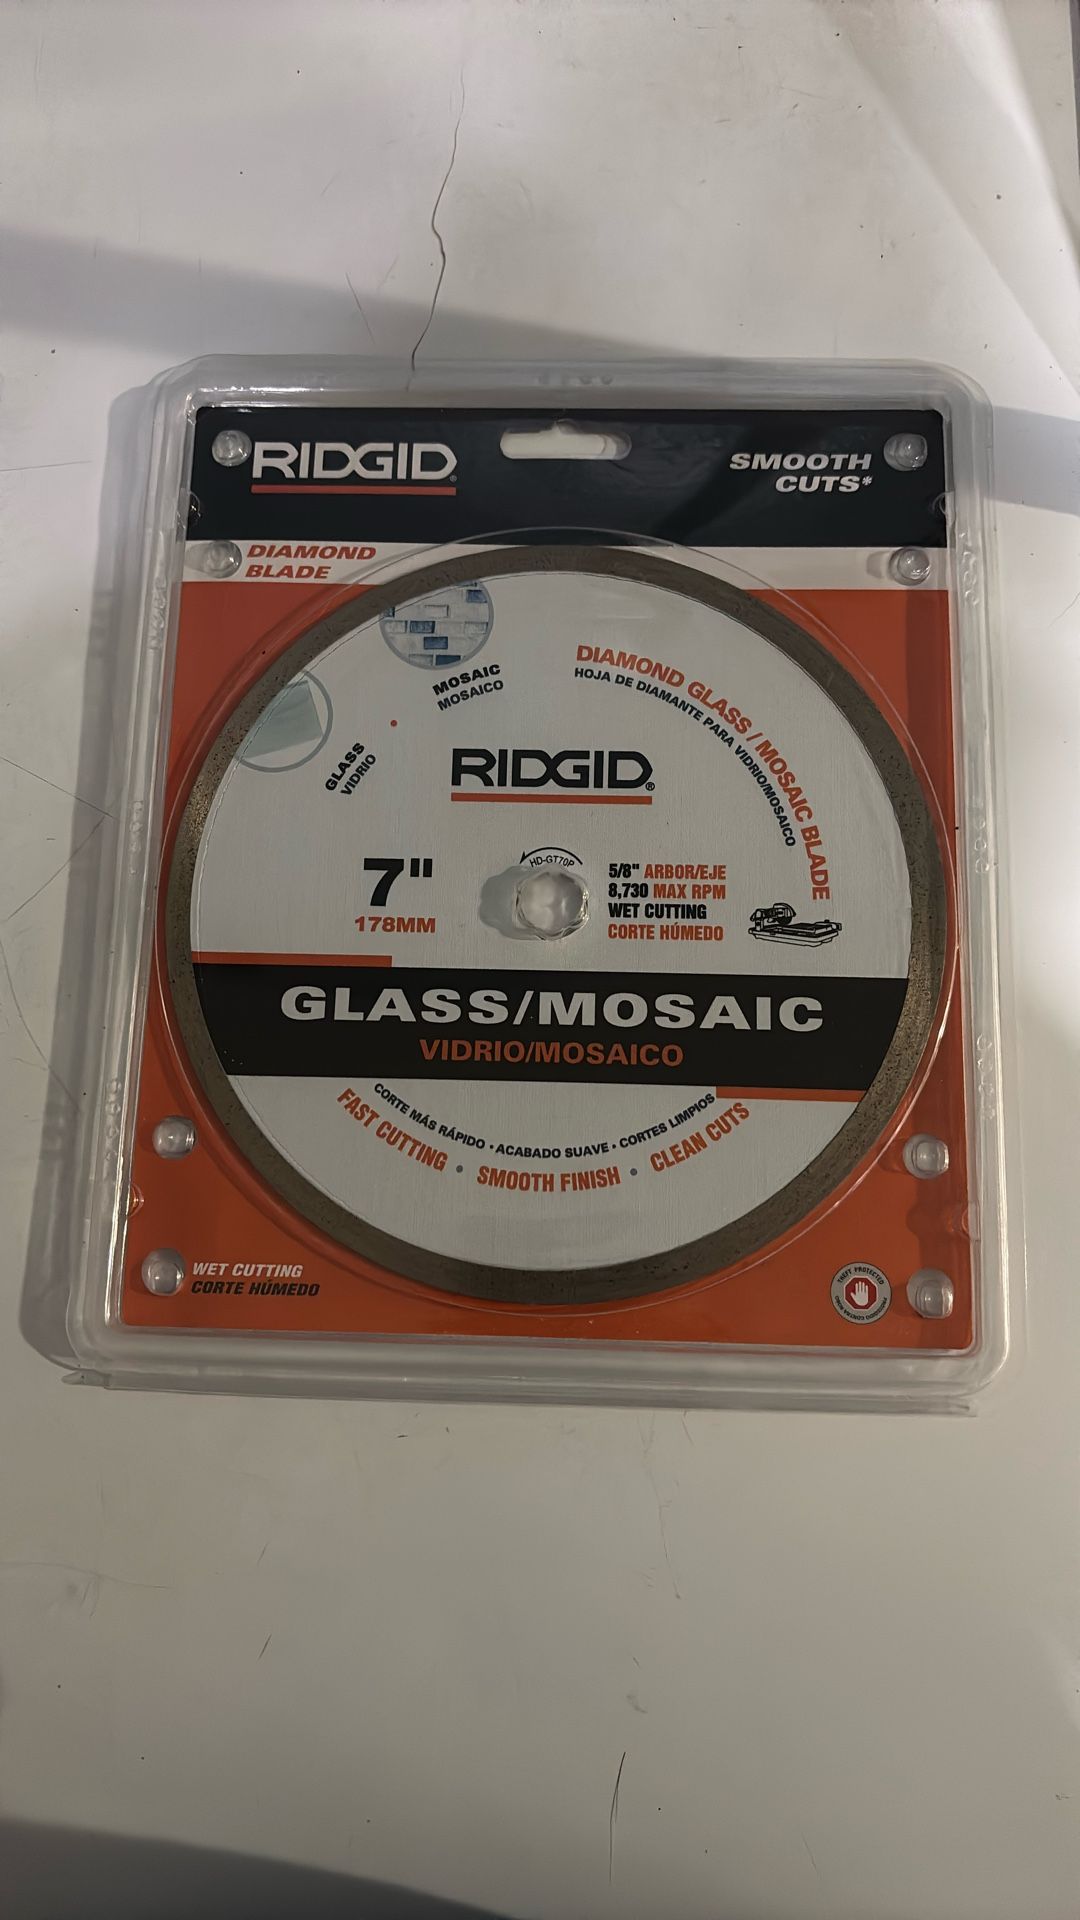 RIDGID®
SMOOTH
CUTS*
DIAMOND
BLADE
MOSAIC
MOSAICO
GLASS
VIDRIO
DIAMOND GLASS / MOSAIC BLADE
HOJA DE DIAMANTE PARA VIDRIO/MOSAICO
RIDGID®
7"
178MM
HD-GT70P
5/8" ARBOR/EJE
8,730 MAX RPM
WET CUTTING
CORTE HÚMEDO
GLASS/MOSAIC
VIDRIO/MOSAICO
CORTE MÁS RÁPIDO • ACABADO SUAVE • CORTES LIMPIOS
FAST CUTTING • SMOOTH FINISH • CLEAN CUTS
WET CUTTING
CORTE HÚMEDO
THEFT PROTECTED